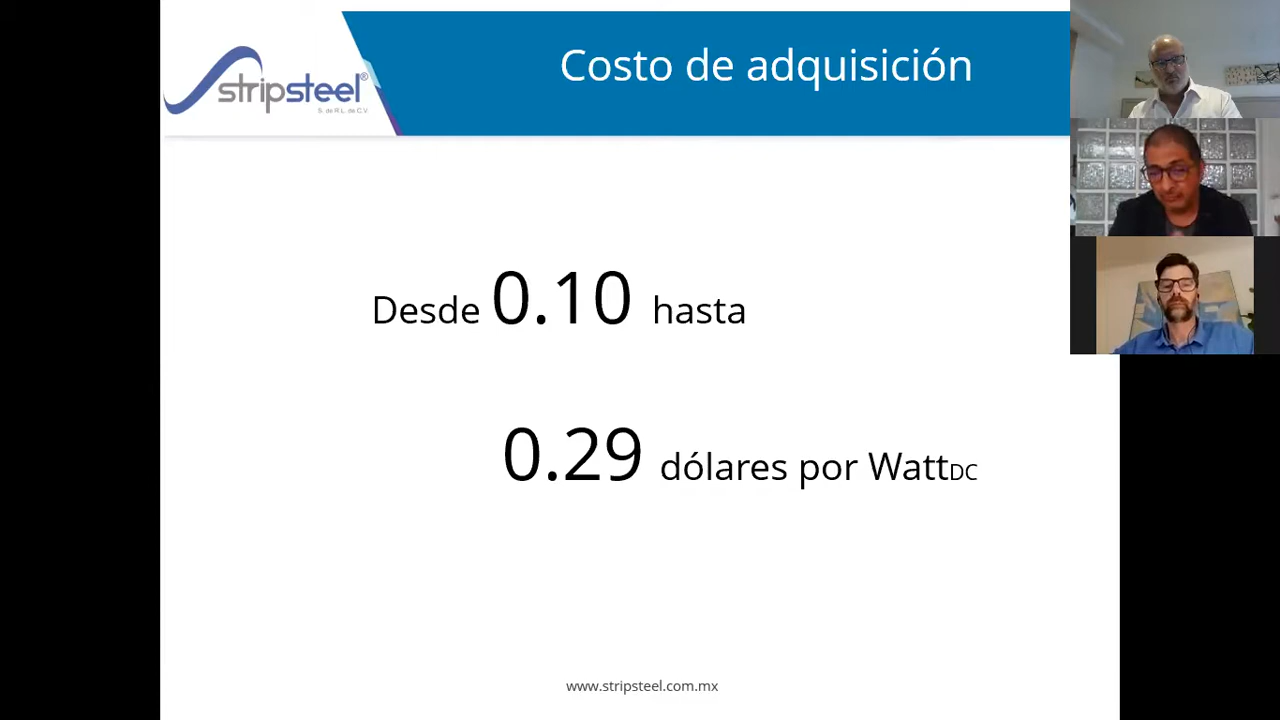 stripsteel®
S. de R.L. de C.V.
Costo de adquisición
Desde 0.10 hasta
0.29 dólares por WattDC
www.stripsteel.com.mx